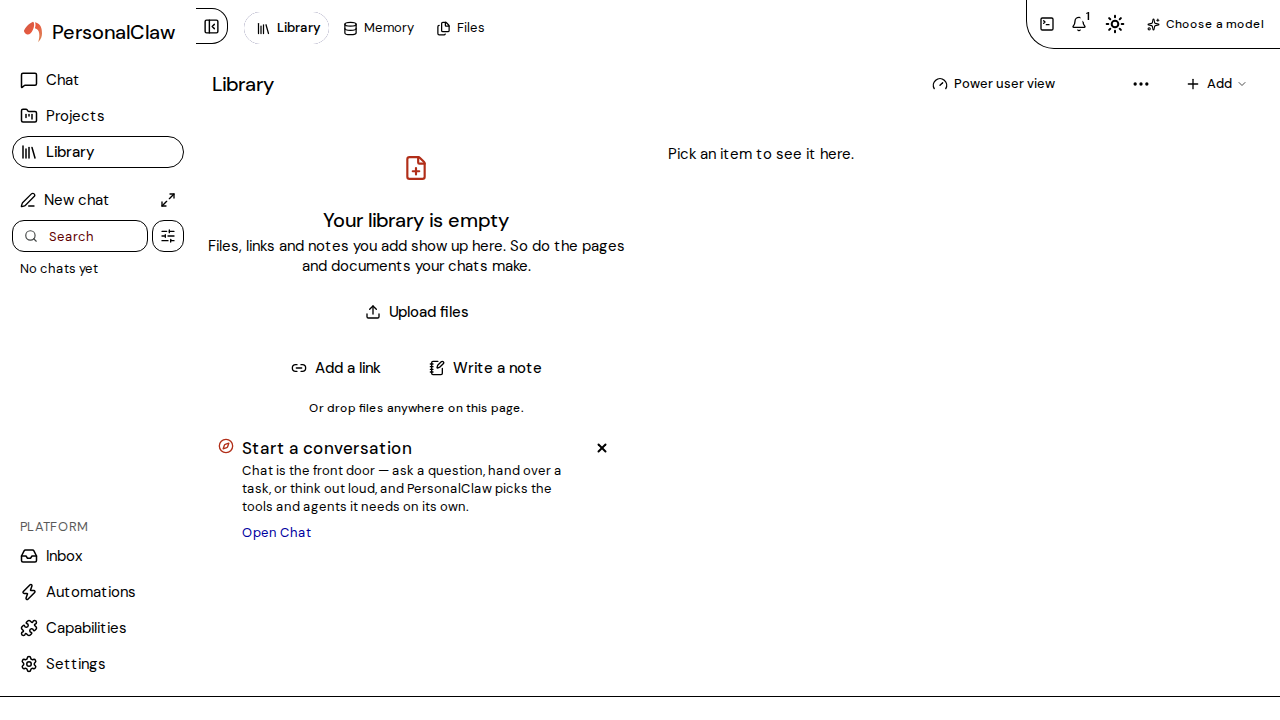 PersonalClaw
Library
Memory
Files
1
Choose a model
Chat
Projects
Library
New chat
Search
No chats yet
PLATFORM
Inbox
Automations
Capabilities
Settings
Library
Power user view
Add
Your library is empty
Files, links and notes you add show up here. So do the pages
and documents your chats make.
Upload files
Add a link
Write a note
Or drop files anywhere on this page.
Start a conversation
Chat is the front door — ask a question, hand over a
task, or think out loud, and PersonalClaw picks the
tools and agents it needs on its own.
Open Chat
Pick an item to see it here.